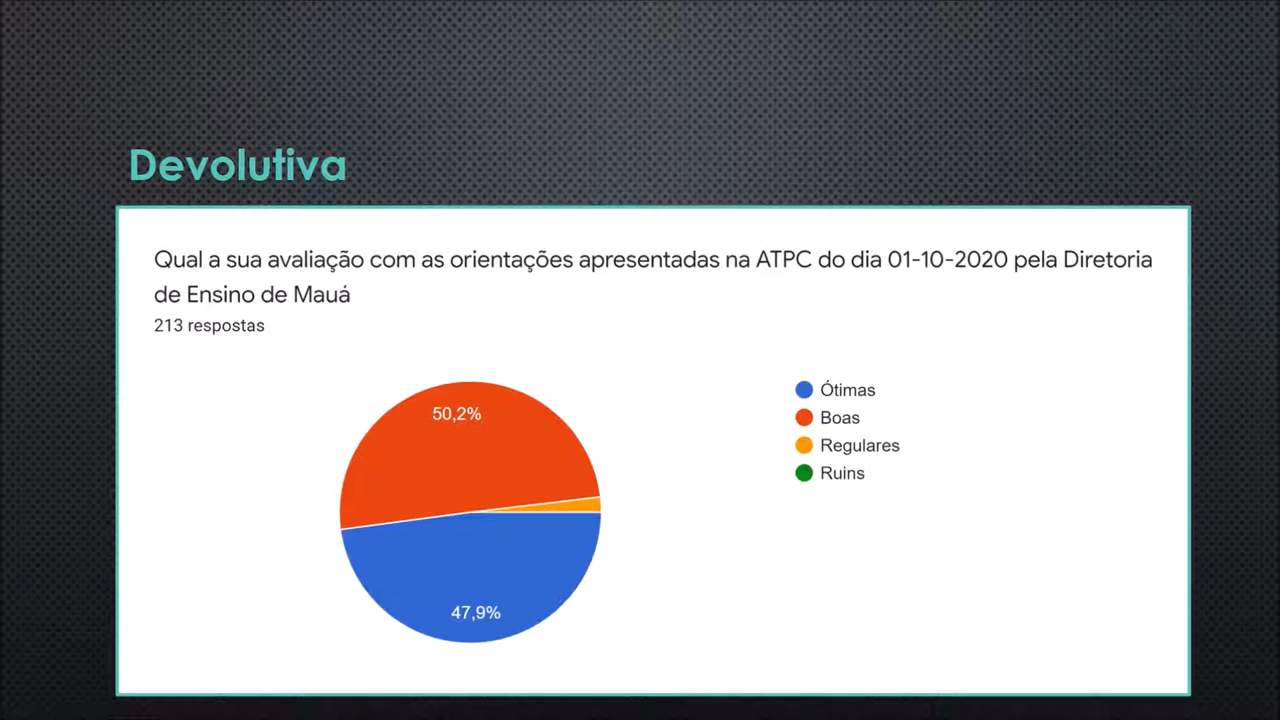 Devolutiva
Qual a sua avaliação com as orientações apresentadas na ATPC do dia 01-10-2020 pela Diretoria
de Ensino de Mauá
213 respostas
50,2%
47,9%
Ótimas
Boas
Regulares
Ruins